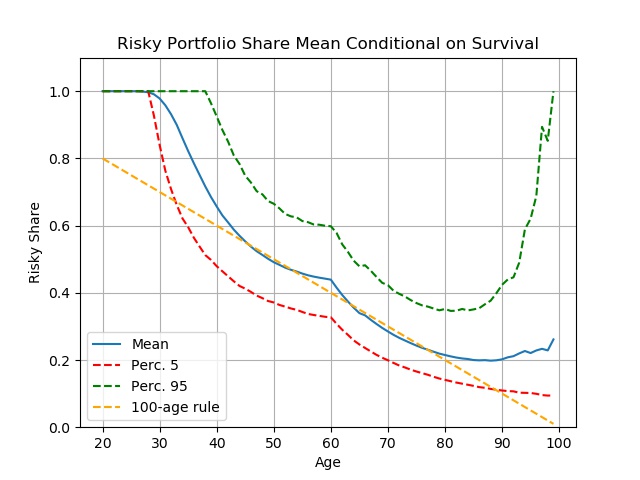 Risky Portfolio Share Mean Conditional on Survival
1.0
0.8
0.6
0.4
0.2
0.0
Risky Share
Mean
Perc. 5
Perc. 95
100-age rule
20 30 40 50 60 70 80 90 100
Age